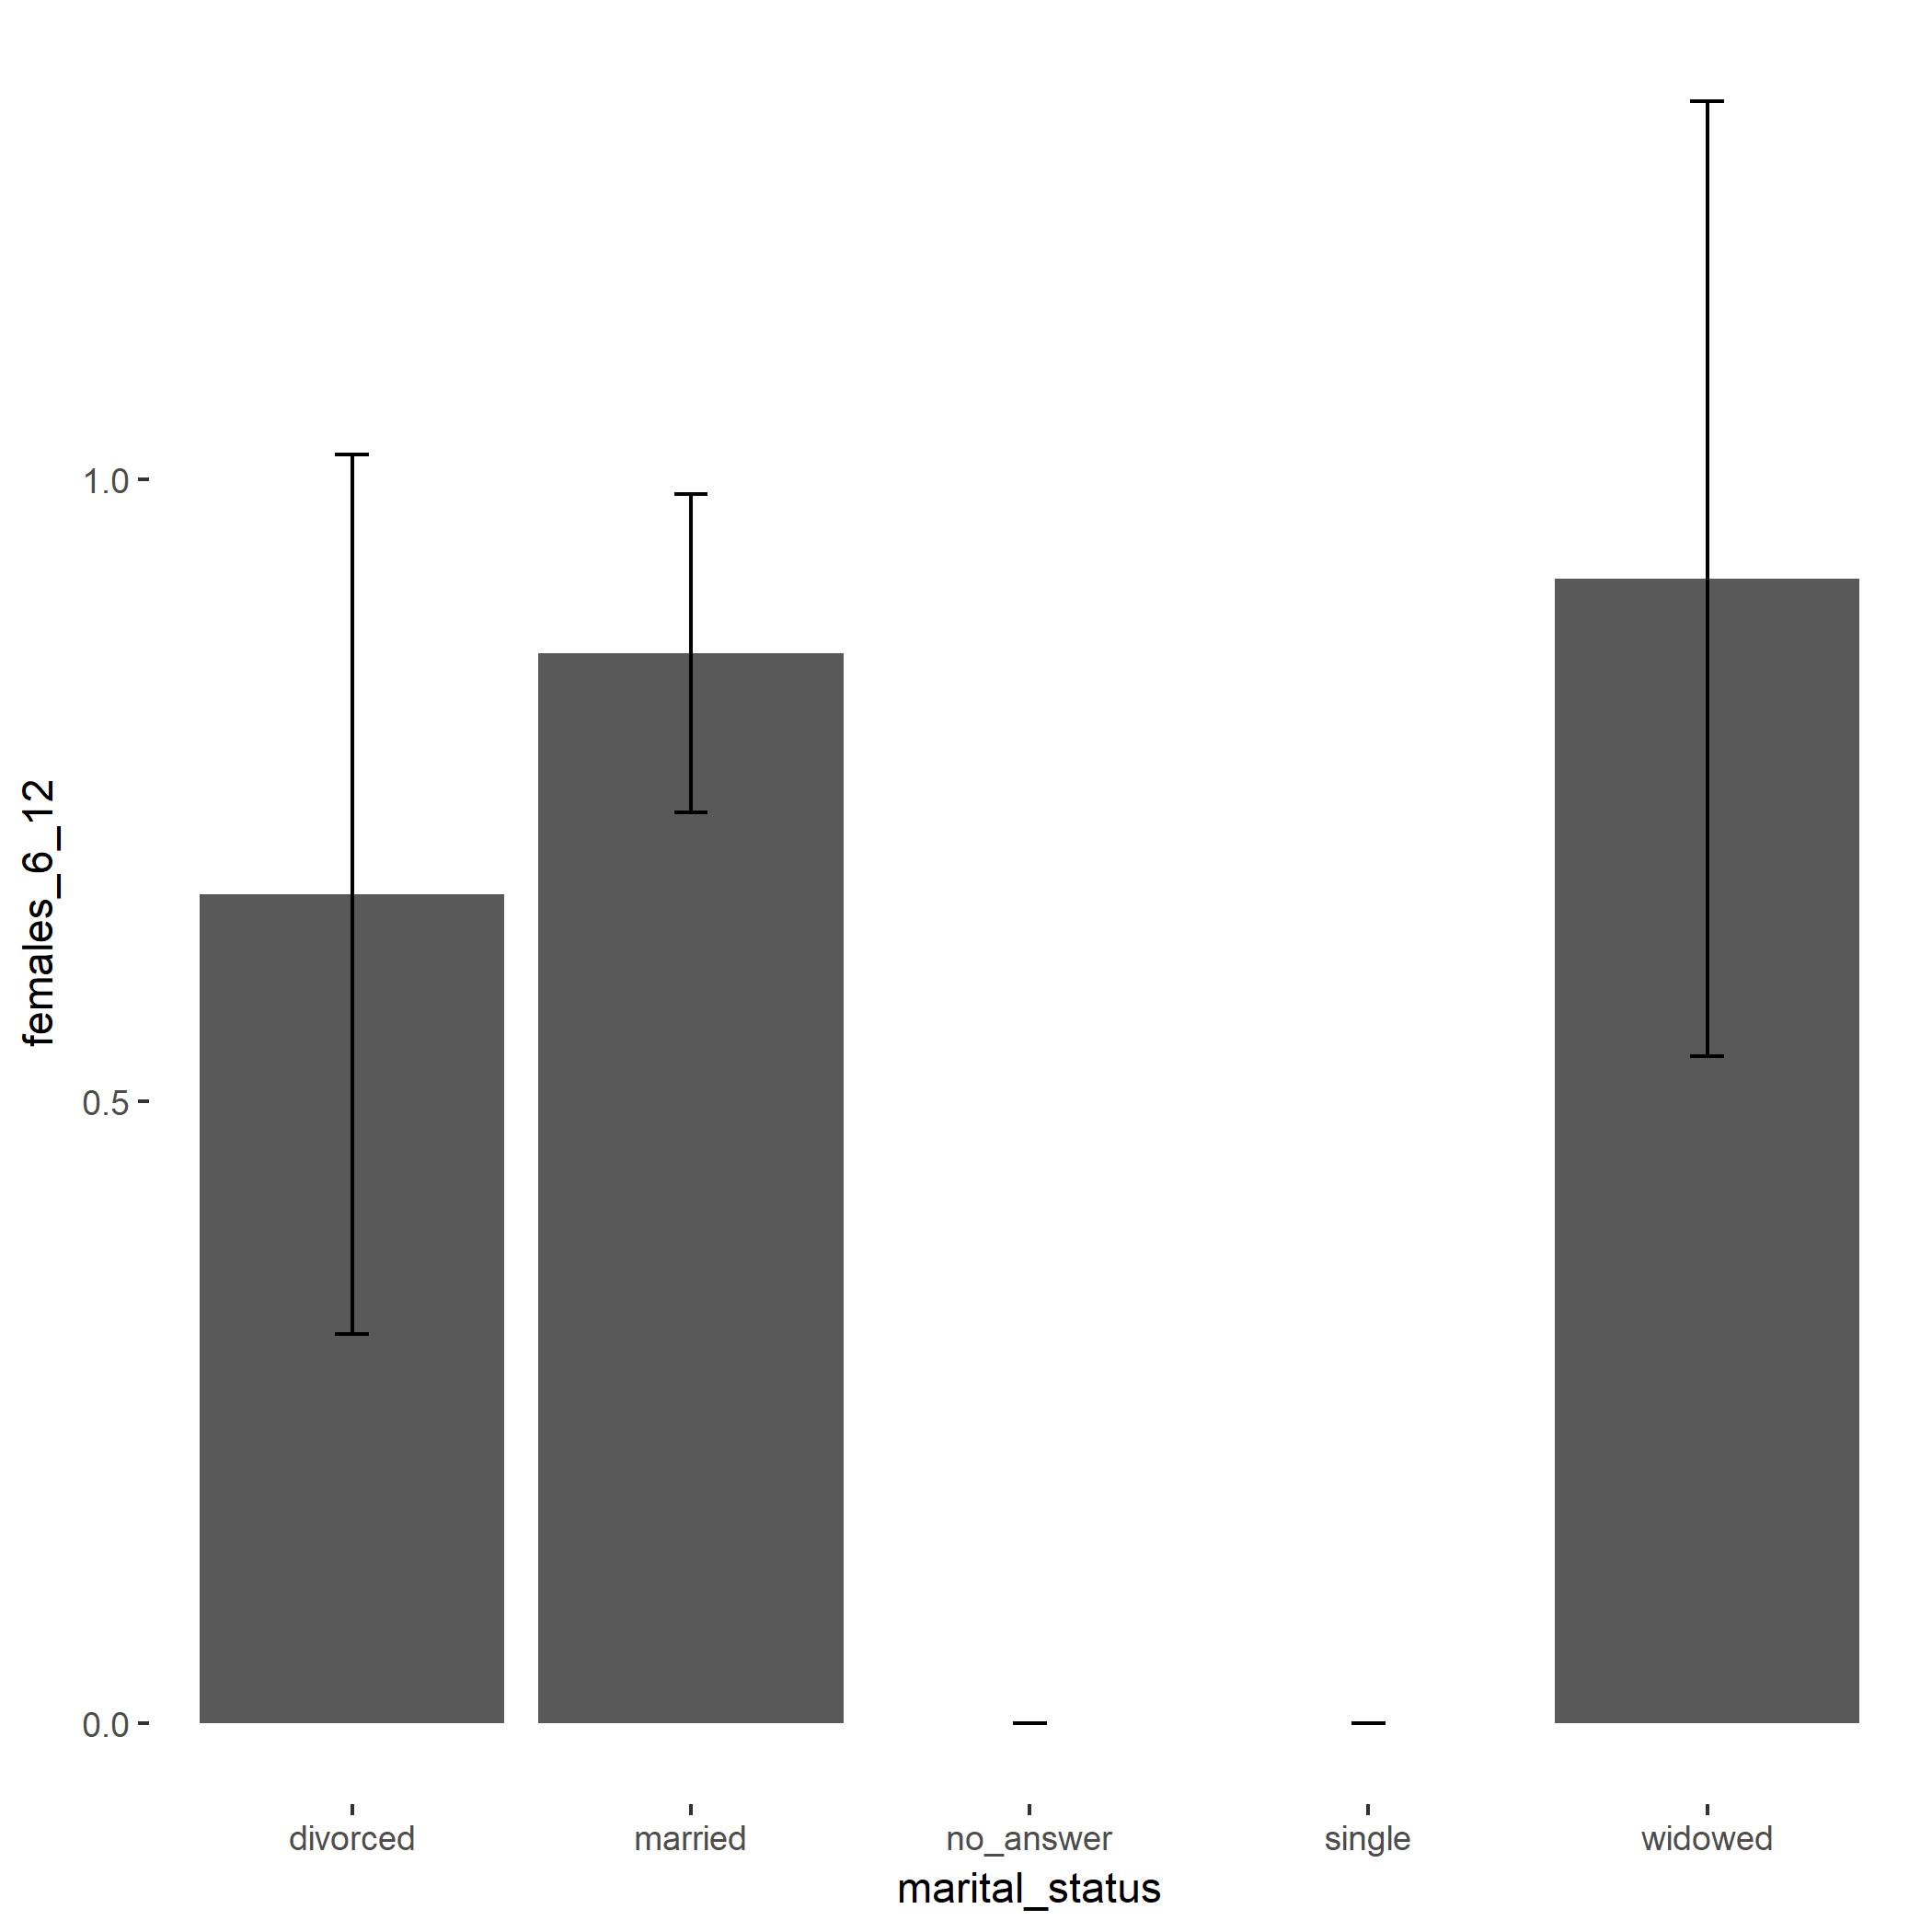 females_6_12
1.0
0.5
0.0
divorced married no_answer single widowed
marital_status